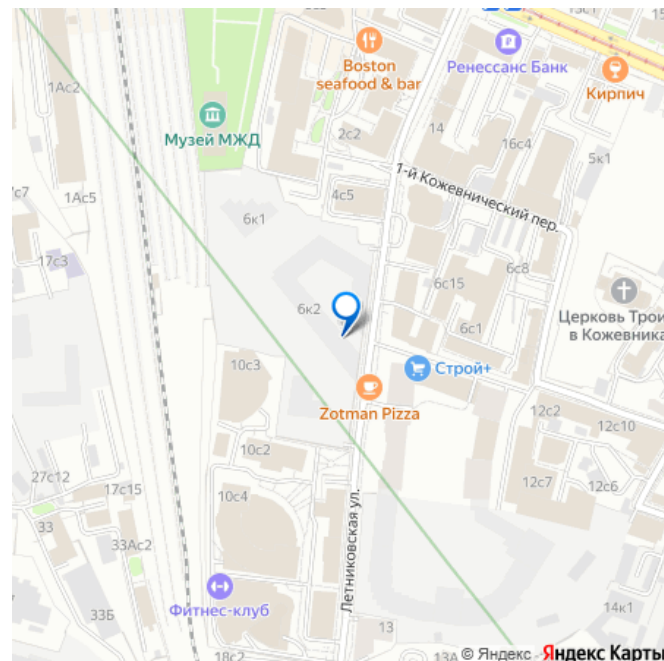 8с3
1Ас2
Boston
seafood & bar
Ренессанс Банк
Кирпич
Музей МЖД
2с2
14
16с4
5к1
1-й Кожевнический пер.
1Ас5
4с5
6к1
17с3
6с8
6с15
6к2
6с1
Церковь Трои
в Кожевника
10с3
Строй+
Zotman Pizza
12с2
12с10
10с2
27с12
17с15
10с4
12с7
12с6
33
33Ас2
Летниковская ул.
33Б
Фитнес-клуб
14к1
13
18с2
13А
© Яндекс Яндекс Карты